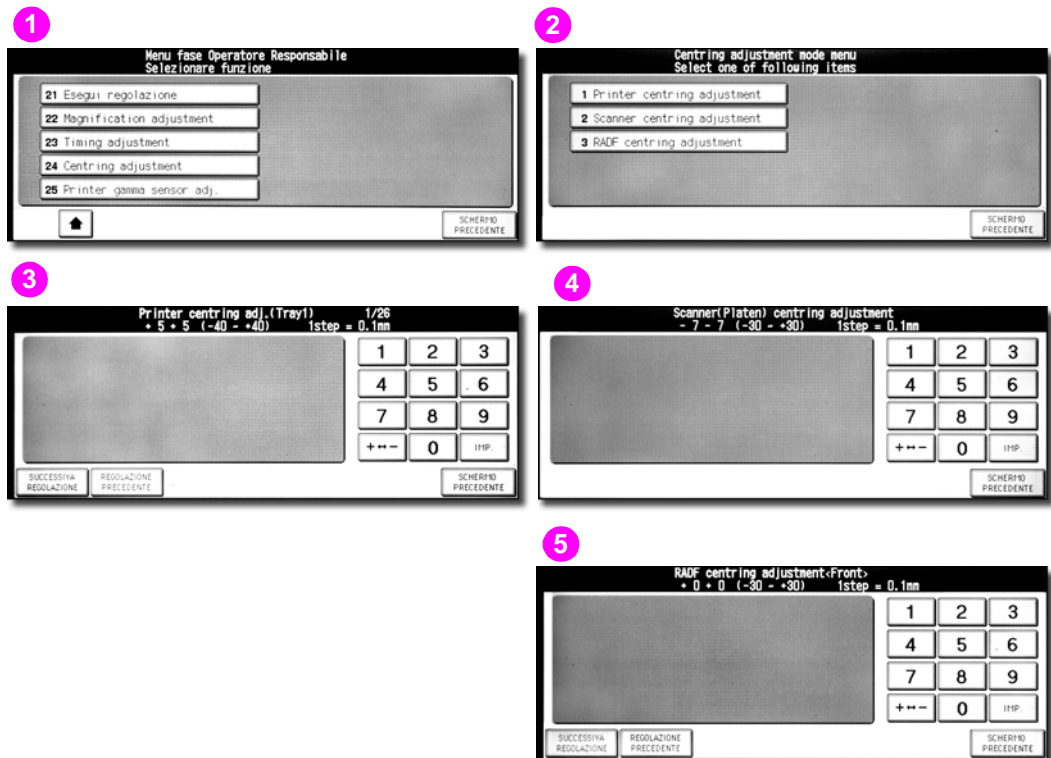 1
Menu fase Operatore Responsabile
Selezionare funzione
21 Esegui regolazione
22 Magnification adjustment
23 Timing adjustment
24 Centring adjustment
25 Printer gamma sensor adj.
SCHERMO
PRECEDENTE
2
Centring adjustment mode menu
Select one of following items
1 Printer centring adjustment
2 Scanner centring adjustment
3 RADF centring adjustment
SCHERMO
PRECEDENTE
3
Printer centring adj.(Tray1) 1/26
+ 5 + 5 (-40 ~ +40) 1step = 0.1mm
1 2 3
4 5 6
7 8 9
+↔− 0 IMP.
SUCCESSIVA
REGOLAZIONE
REGOLAZIONE
PRECEDENTE
SCHERMO
PRECEDENTE
4
Scanner(Platen) centring adjustment
- 7 - 7 (-30 ~ +30) 1step = 0.1mm
1 2 3
4 5 6
7 8 9
+↔− 0 IMP.
SCHERMO
PRECEDENTE
5
RADF centring adjustment<Front>
+ 0 + 0 (-30 ~ +30) 1step = 0.1mm
1 2 3
4 5 6
7 8 9
+↔− 0 IMP.
SUCCESSIVA
REGOLAZIONE
REGOLAZIONE
PRECEDENTE
SCHERMO
PRECEDENTE